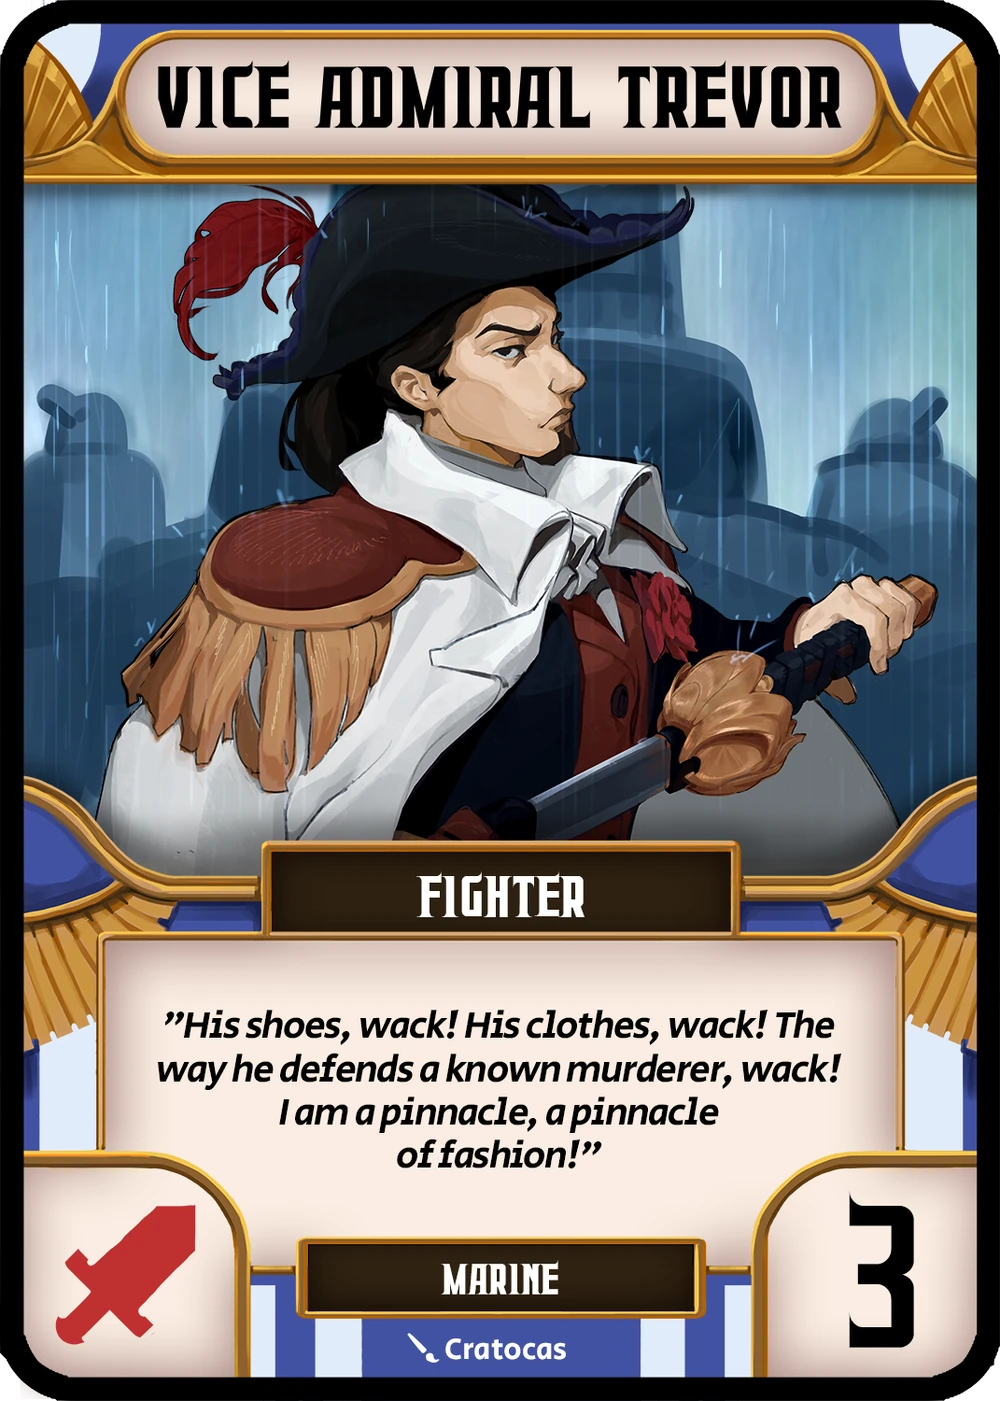 VICE ADMIRAL TREVOR
FIGHTER
”His shoes, wack! His clothes, wack! The
way he defends a known murderer, wack!
I am a pinnacle, a pinnacle
of fashion!”
3
MARINE
Cratocas